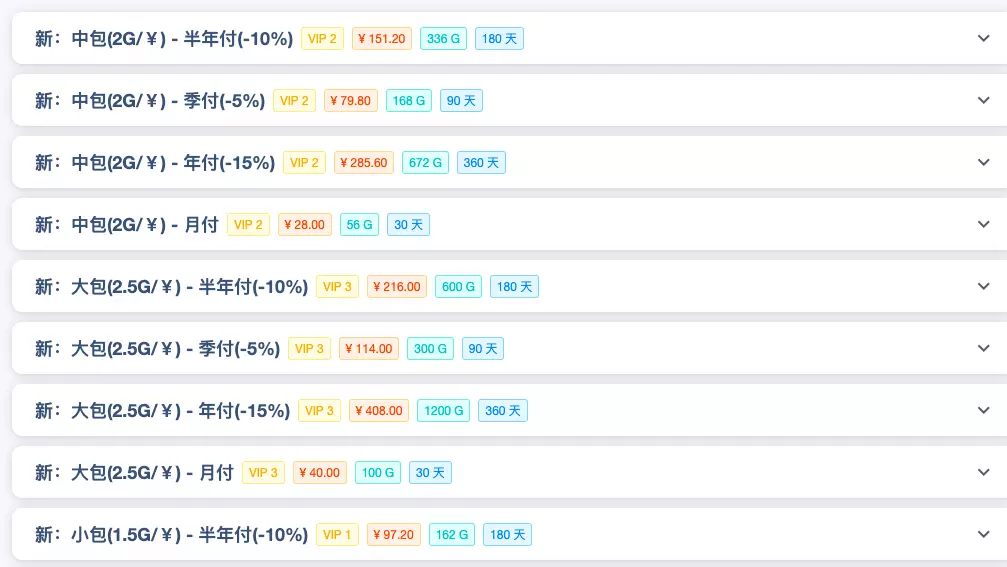 新：中包(2G/￥) - 半年付(-10%) VIP 2 ¥ 151.20 336 G 180 天
新：中包(2G/￥) - 季付(-5%) VIP 2 ¥ 79.80 168 G 90 天
新：中包(2G/￥) - 年付(-15%) VIP 2 ¥ 285.60 672 G 360 天
新：中包(2G/￥) - 月付 VIP 2 ¥ 28.00 56 G 30 天
新：大包(2.5G/￥) - 半年付(-10%) VIP 3 ¥ 216.00 600 G 180 天
新：大包(2.5G/￥) - 季付(-5%) VIP 3 ¥ 114.00 300 G 90 天
新：大包(2.5G/￥) - 年付(-15%) VIP 3 ¥ 408.00 1200 G 360 天
新：大包(2.5G/￥) - 月付 VIP 3 ¥ 40.00 100 G 30 天
新：小包(1.5G/￥) - 半年付(-10%) VIP 1 ¥ 97.20 162 G 180 天